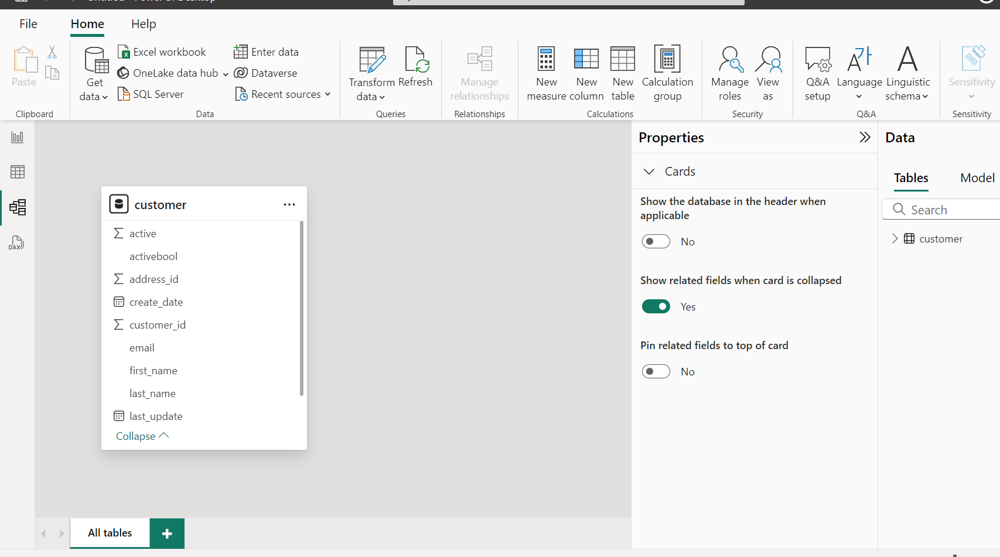 File
Home
Help
Paste
Clipboard
Get
data
Excel workbook
OneLake data hub
SQL Server
Enter data
Dataverse
Recent sources
Data
Transform
data
Refresh
Queries
Manage
relationships
Relationships
New
measure
New
column
New
table
Calculation
group
Calculations
Manage
roles
View
as
Security
Q&A
setup
Language
Linguistic
schema
Q&A
Sensitivity
Sensitivity
DAX
customer
active
activebool
address_id
create_date
customer_id
email
first_name
last_name
last_update
Collapse
All tables
Properties
Cards
Show the database in the header when
applicable
No
Show related fields when card is collapsed
Yes
Pin related fields to top of card
No
Data
Tables
Model
Search
customer